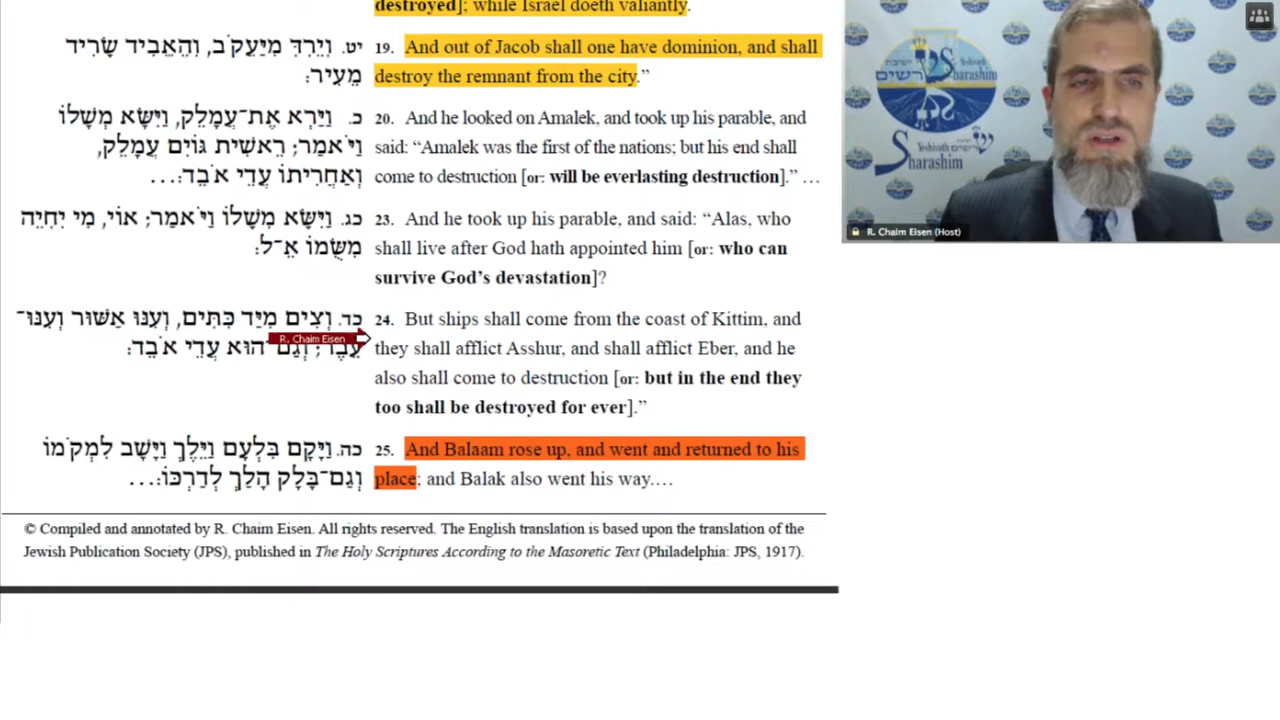 destroyed]; while Israel doeth valiantly.
יט. וְיֵרְדְּ מִיַּעֲקֹב, וְהֶאֱבִיד שָׂרִיד
מֵעִיר:
19. And out of Jacob shall one have dominion, and shall
destroy the remnant from the city.”
כ. וַיַּרְא אֶת־עֲמָלֵק, וַיִּשָּׂא מְשָׁלוֹ
וַיֹּאמַר; רֵאשִׁית גּוֹיִם עֲמָלֵק,
וְאַחֲרִיתוֹ עֲדֵי אֹבֵד:…
20. And he looked on Amalek, and took up his parable, and
said: “Amalek was the first of the nations; but his end shall
come to destruction [or: will be everlasting destruction].” …
כג. וַיִּשָּׂא מְשָׁלוֹ וַיֹּאמַר; אוֹי, מִי יִחְיֶה
מִשֻּׂמוֹ אֵ־ל:
23. And he took up his parable, and said: “Alas, who
shall live after God hath appointed him [or: who can
survive God’s devastation]?
כד. וְצִים מִיַּד כִּתִּים, וְעִנּוּ אַשּׁוּר וְעִנּוּ־
עֵבֶר; וְגַם־הוּא עֲדֵי אֹבֵד:
R. Chaim Eisen
24. But ships shall come from the coast of Kittim, and
they shall afflict Asshur, and shall afflict Eber, and he
also shall come to destruction [or: but in the end they
too shall be destroyed for ever].”
כה. וַיָּקָם בִּלְעָם וַיֵּלֶךְ וַיָּשָׁב לִמְקֹמוֹ
וְגַם־בָּלָק הָלַךְ לְדַרְכּוֹ:…
25. And Balaam rose up, and went and returned to his
place; and Balak also went his way.…
© Compiled and annotated by R. Chaim Eisen. All rights reserved. The English translation is based upon the translation of the
Jewish Publication Society (JPS), published in The Holy Scriptures According to the Masoretic Text (Philadelphia: JPS, 1917).
ישיבת
שרשים
Yeshivath
Sharashim
Yeshivath
Sharashim
R. Chaim Eisen (Host)